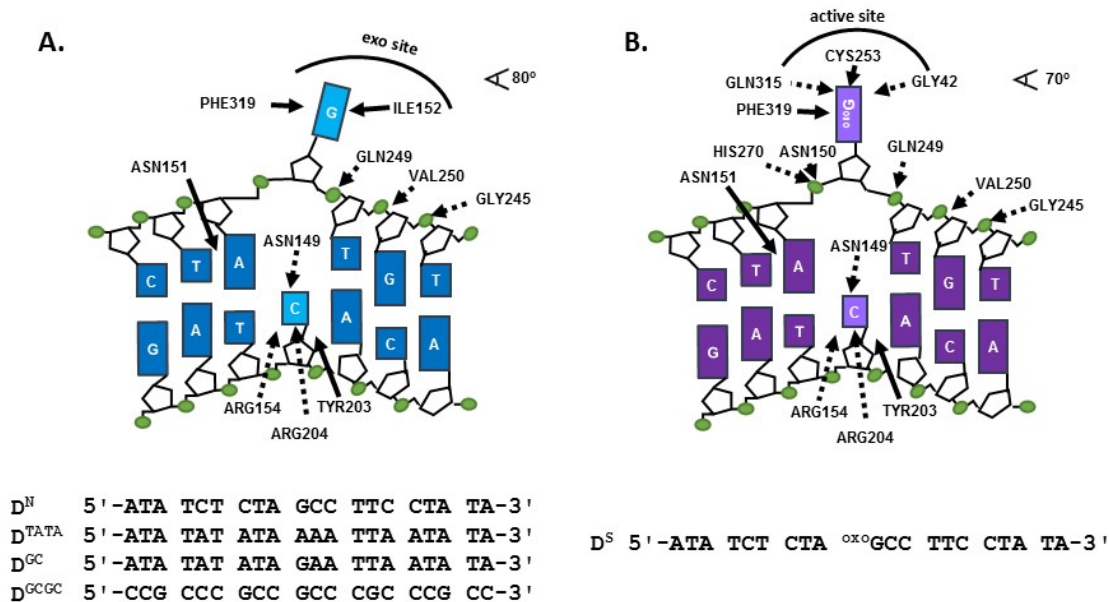 A.
exo site
80°
PHE319
G
ILE152
ASN151
GLN249
VAL250
GLY245
ASN149
C T A T G T
C
G A T A C A
ARG154
TYR203
ARG204
B.
active site
CYS253
GLN315
GLY42
70°
PHE319
Goxo
HIS270
ASN150
GLN249
ASN151
VAL250
GLY245
ASN149
C T A T G T
C
G A T A C A
ARG154
TYR203
ARG204
D^N 5'-ATA TCT CTA GCC TTC CTA TA-3'
D^TATA 5'-ATA TAT ATA AAA TTA ATA TA-3'
D^GC 5'-ATA TAT ATA GAA TTA ATA TA-3'
D^GCGC 5'-CCG CCC GCC GCC CGC CCG CC-3'
D^S 5'-ATA TCT CTA ^oxoGCC TTC CTA TA-3'